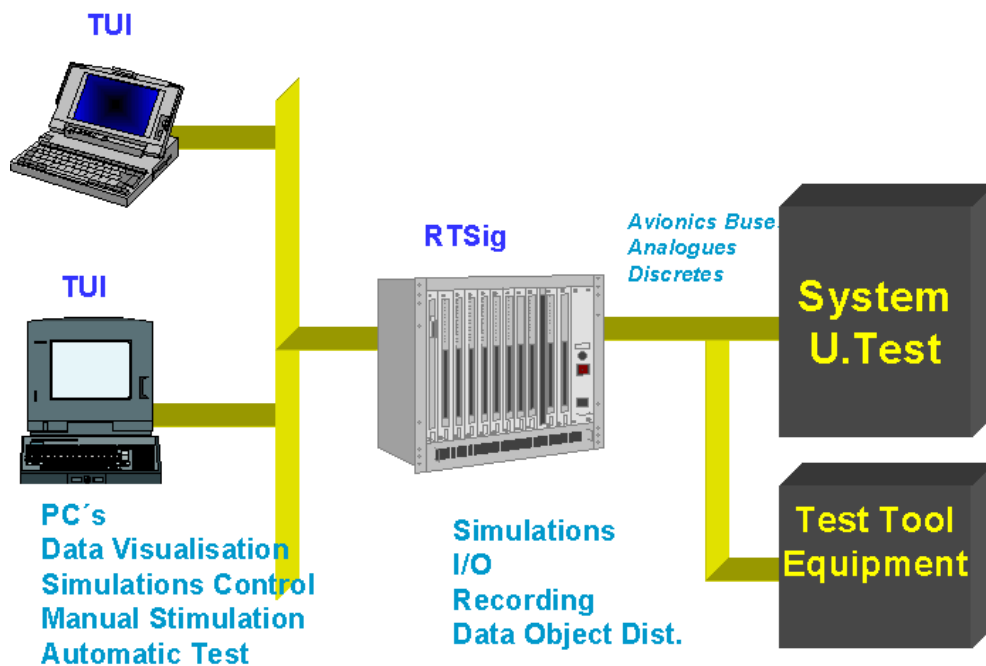 TUI
TUI
PC´s
Data Visualisation
Simulations Control
Manual Stimulation
Automatic Test
RTSig
Simulations
I/O
Recording
Data Object Dist.
Avionics Buse
Analogues
Discretes
System
U.Test
Test Tool
Equipment